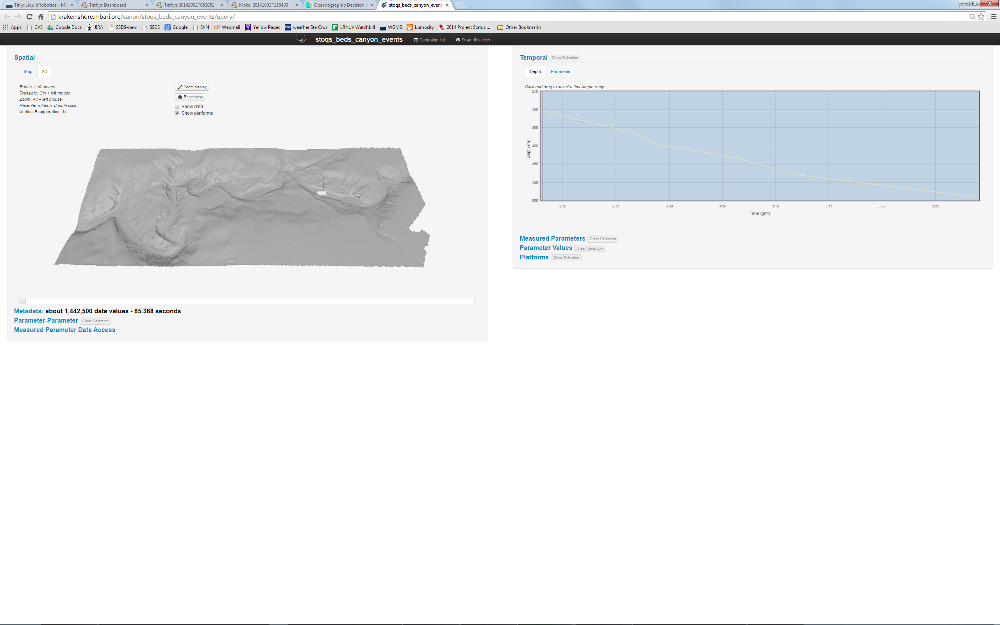 Tiny::LiquidRobotics :: MB
Tethys Dashboard
Tethys 20141002T052051
Makai 20141002T150430
Oceanographic Decision S
stoqs_beds_canyon_event
kraken.shore.mbari.org/canon/stoqs_beds_canyon_events/query/
Apps CVS Google Docs JIRA SSDS-new SSDS Google SVN cP Webmail Yellow Pages TWC weather Sta Cruz LRAUV Watchbill WGMS Lumosity 2014 Project Status ... Other Bookmarks
stoqs_beds_canyon_events Campaign list Share this view
Spatial
Map 3D
Rotate: Left mouse
Translate: Ctrl + left mouse
Zoom: Alt + left mouse
Recenter rotation: double click
Vertical Exaggeration: 1x
Zoom display
Reset view
Show data
Show platforms
Metadata: about 1,442,500 data values - 65.368 seconds
Parameter-Parameter Clear Selection
Measured Parameter Data Access
Temporal Clear Selection
Depth Parameter
Click and drag to select a time-depth range
250
300
350
400
450
500
550
Depth (m)
2:50 2:55 3:00 3:05 3:10 3:15 3:20 3:25
Time (gmt)
Measured Parameters Clear Selection
Parameter Values Clear Selection
Platforms Clear Selection